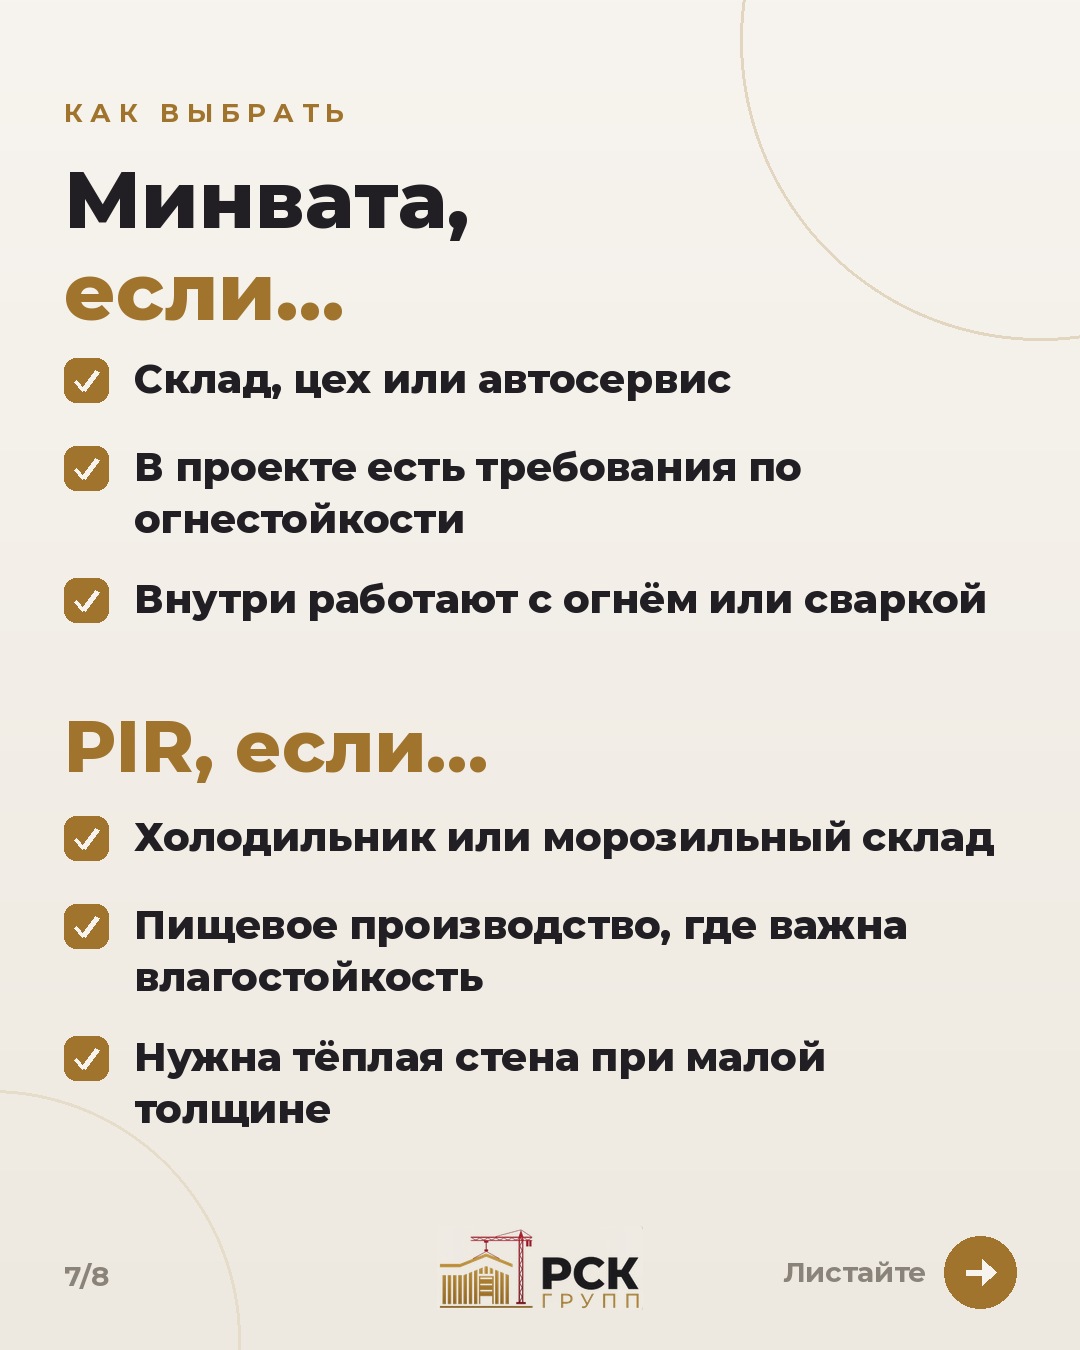 КАК ВЫБРАТЬ
Минвата,
если...
Склад, цех или автосервис
В проекте есть требования по
огнестойкости
Внутри работают с огнём или сваркой
PIR, если...
Холодильник или морозильный склад
Пищевое производство, где важна
влагостойкость
Нужна тёплая стена при малой
толщине
7/8
РСК
ГРУПП
Листайте